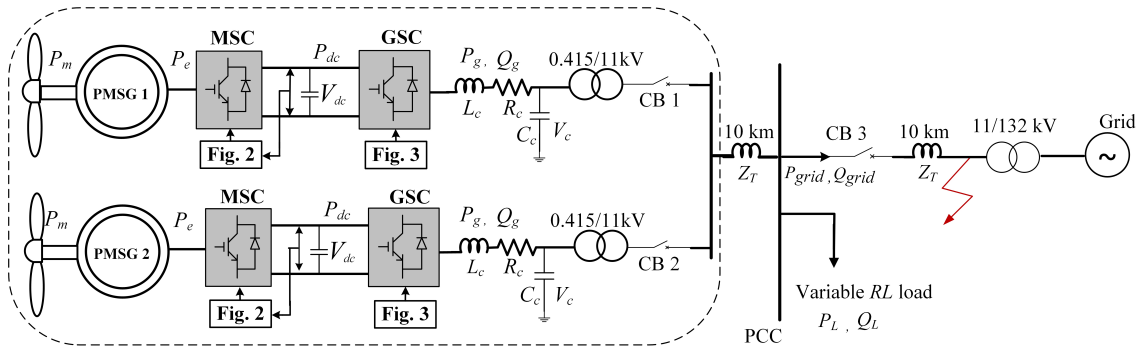 MSC
GSC
P_m
P_e
P_dc
P_g, Q_g
0.415/11kV
PMSG 1
V_dc
L_c
R_c
C_c
V_c
CB 1
Fig. 2
Fig. 3
10 km
Z_T
CB 3
10 km
Z_T
11/132 kV
Grid
~
P_grid, Q_grid
MSC
GSC
P_m
P_e
P_dc
P_g, Q_g
0.415/11kV
PMSG 2
V_dc
L_c
R_c
C_c
V_c
CB 2
Fig. 2
Fig. 3
Variable RL load
P_L , Q_L
PCC